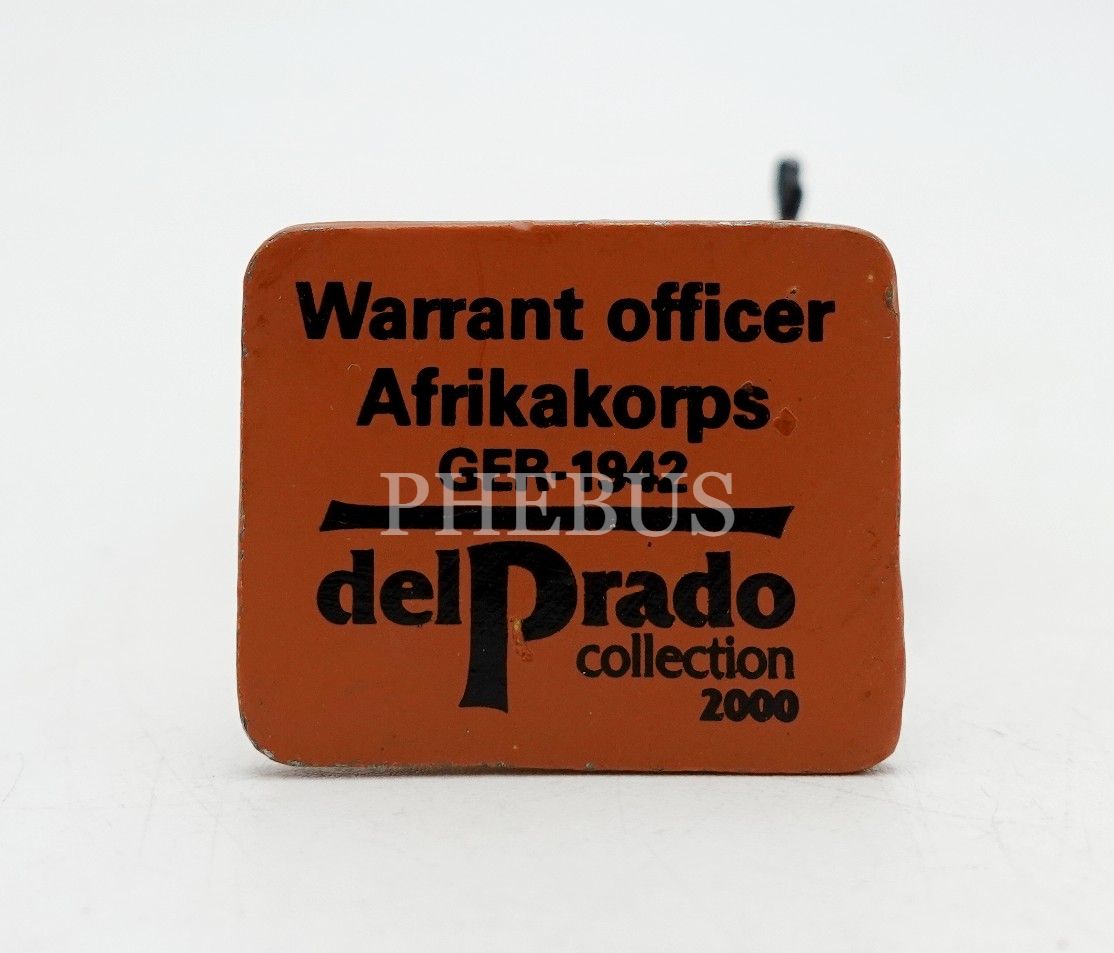 Warrant officer
Afrikakorps
GER-1942
PHEBUS
delPrado
collection
2000